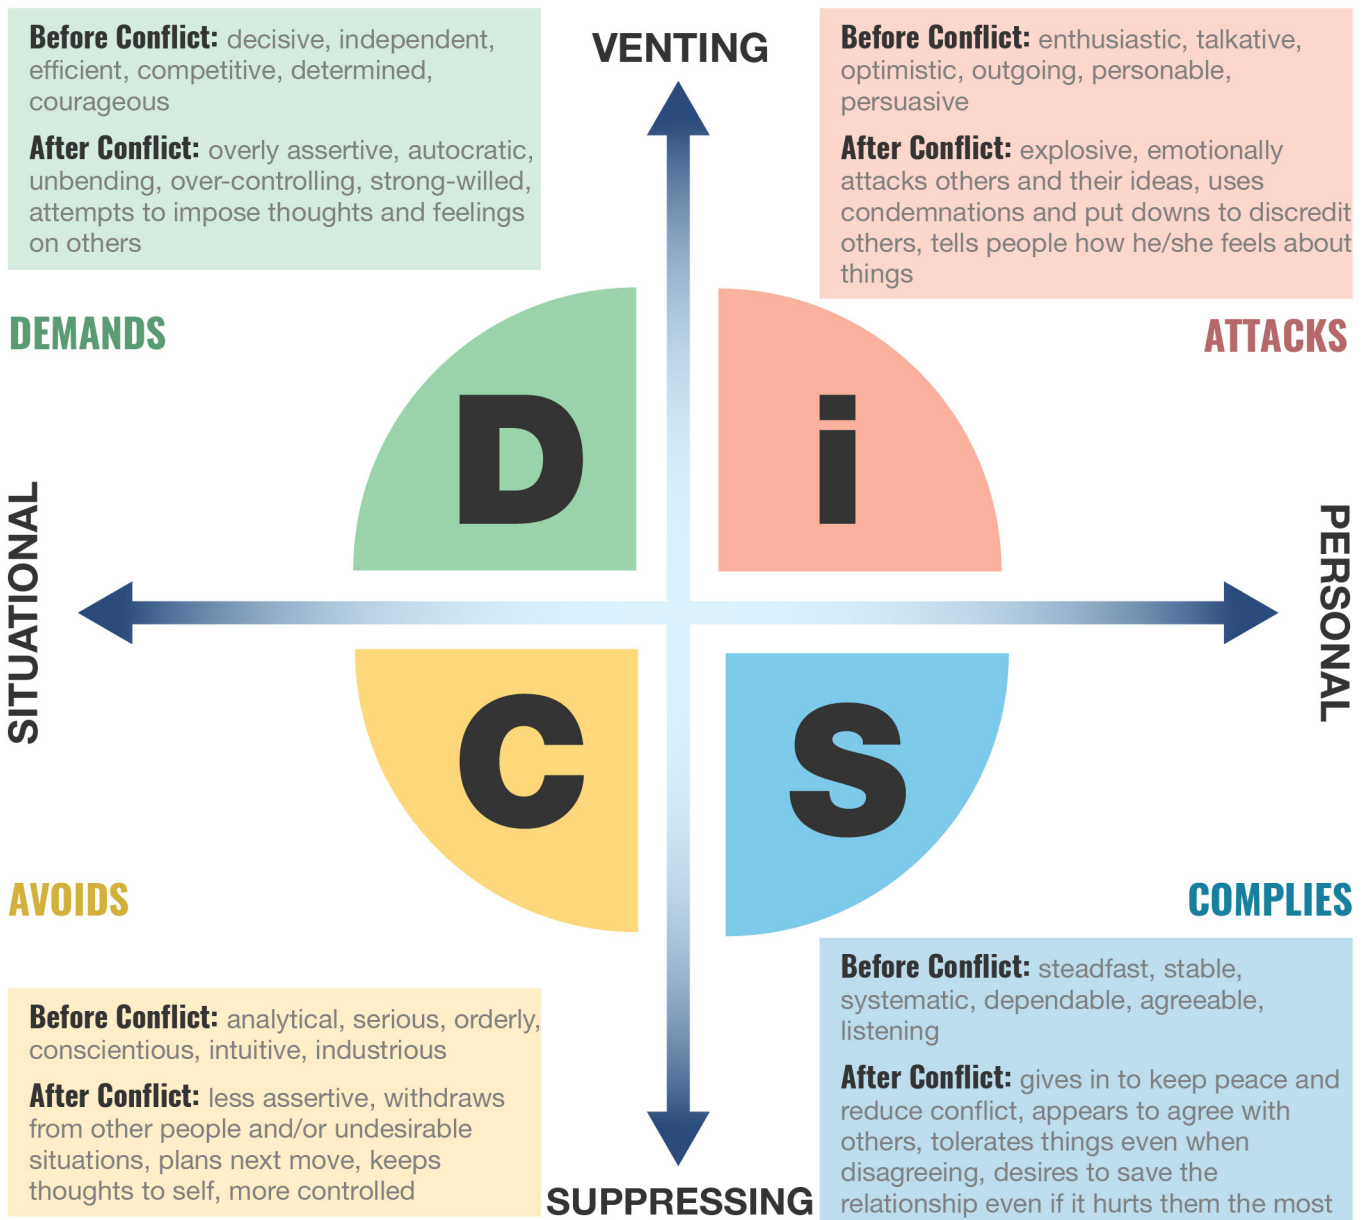 Before Conflict: decisive, independent,
efficient, competitive, determined,
courageous
After Conflict: overly assertive, autocratic,
unbending, over-controlling, strong-willed,
attempts to impose thoughts and feelings
on others
VENTING
Before Conflict: enthusiastic, talkative,
optimistic, outgoing, personable,
persuasive
After Conflict: explosive, emotionally
attacks others and their ideas, uses
condemnations and put downs to discredit
others, tells people how he/she feels about
things
DEMANDS
ATTACKS
D
i
SITUATIONAL
PERSONAL
C
S
AVOIDS
COMPLIES
Before Conflict: analytical, serious, orderly,
conscientious, intuitive, industrious
After Conflict: less assertive, withdraws
from other people and/or undesirable
situations, plans next move, keeps
thoughts to self, more controlled
SUPPRESSING
Before Conflict: steadfast, stable,
systematic, dependable, agreeable,
listening
After Conflict: gives in to keep peace and
reduce conflict, appears to agree with
others, tolerates things even when
disagreeing, desires to save the
relationship even if it hurts them the most